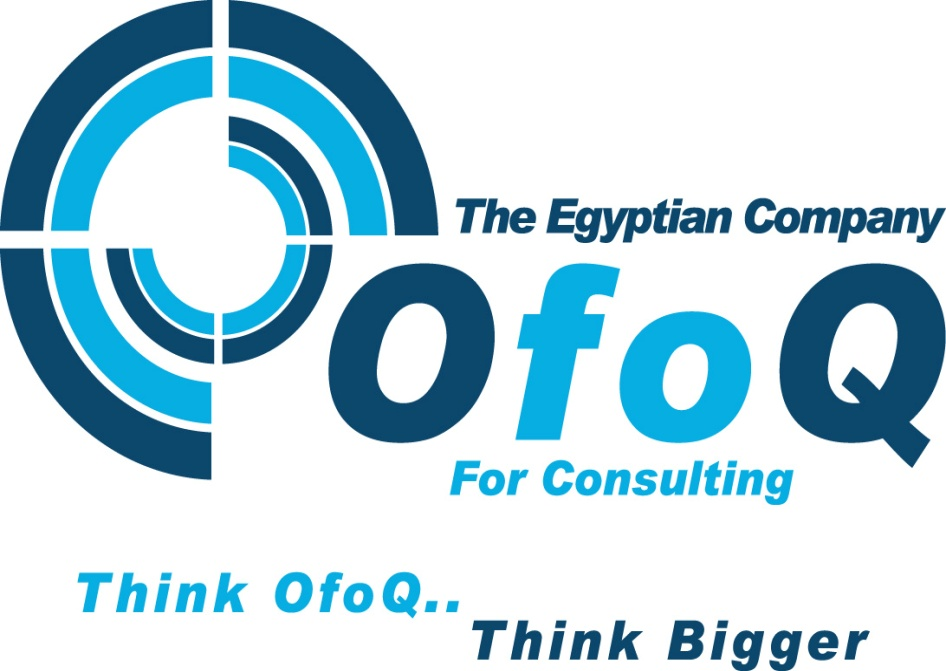 The Egyptian Company
OfoQ
For Consulting
Think OfoQ..
Think Bigger